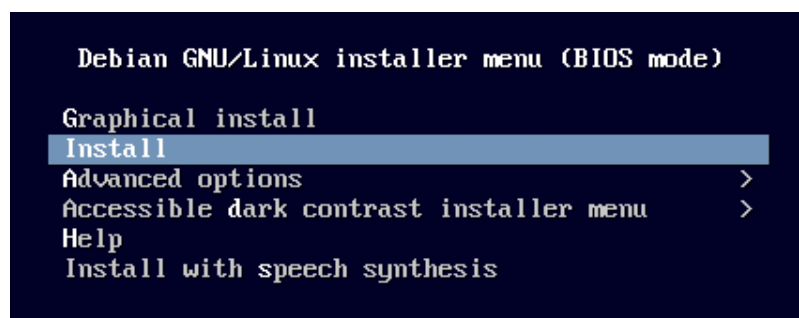 Debian GNU/Linux installer menu (BIOS mode)
Graphical install
Install
Advanced options >
Accessible dark contrast installer menu >
Help
Install with speech synthesis